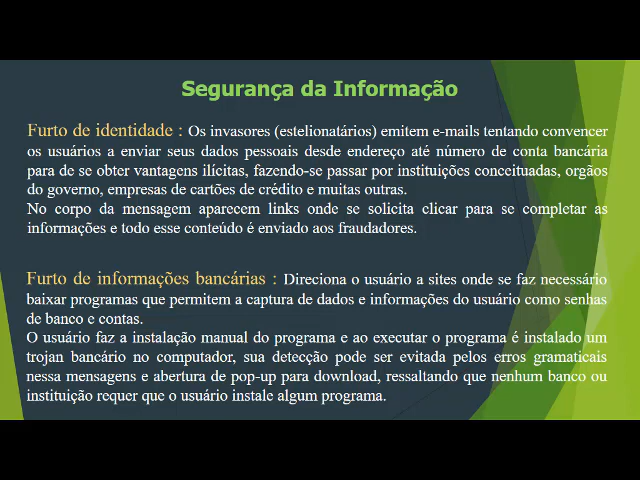 Segurança da Informação
Furto de identidade : Os invasores (estelionatários) emitem e-mails tentando convencer
os usuários a enviar seus dados pessoais desde endereço até número de conta bancária
para de se obter vantagens ilícitas, fazendo-se passar por instituições conceituadas, orgãos
do governo, empresas de cartões de crédito e muitas outras.
No corpo da mensagem aparecem links onde se solicita clicar para se completar as
informações e todo esse conteúdo é enviado aos fraudadores.
Furto de informações bancárias : Direciona o usuário a sites onde se faz necessário
baixar programas que permitem a captura de dados e informações do usuário como senhas
de banco e contas.
O usuário faz a instalação manual do programa e ao executar o programa é instalado um
trojan bancário no computador, sua detecção pode ser evitada pelos erros gramaticais
nessa mensagens e abertura de pop-up para download, ressaltando que nenhum banco ou
instituição requer que o usuário instale algum programa.